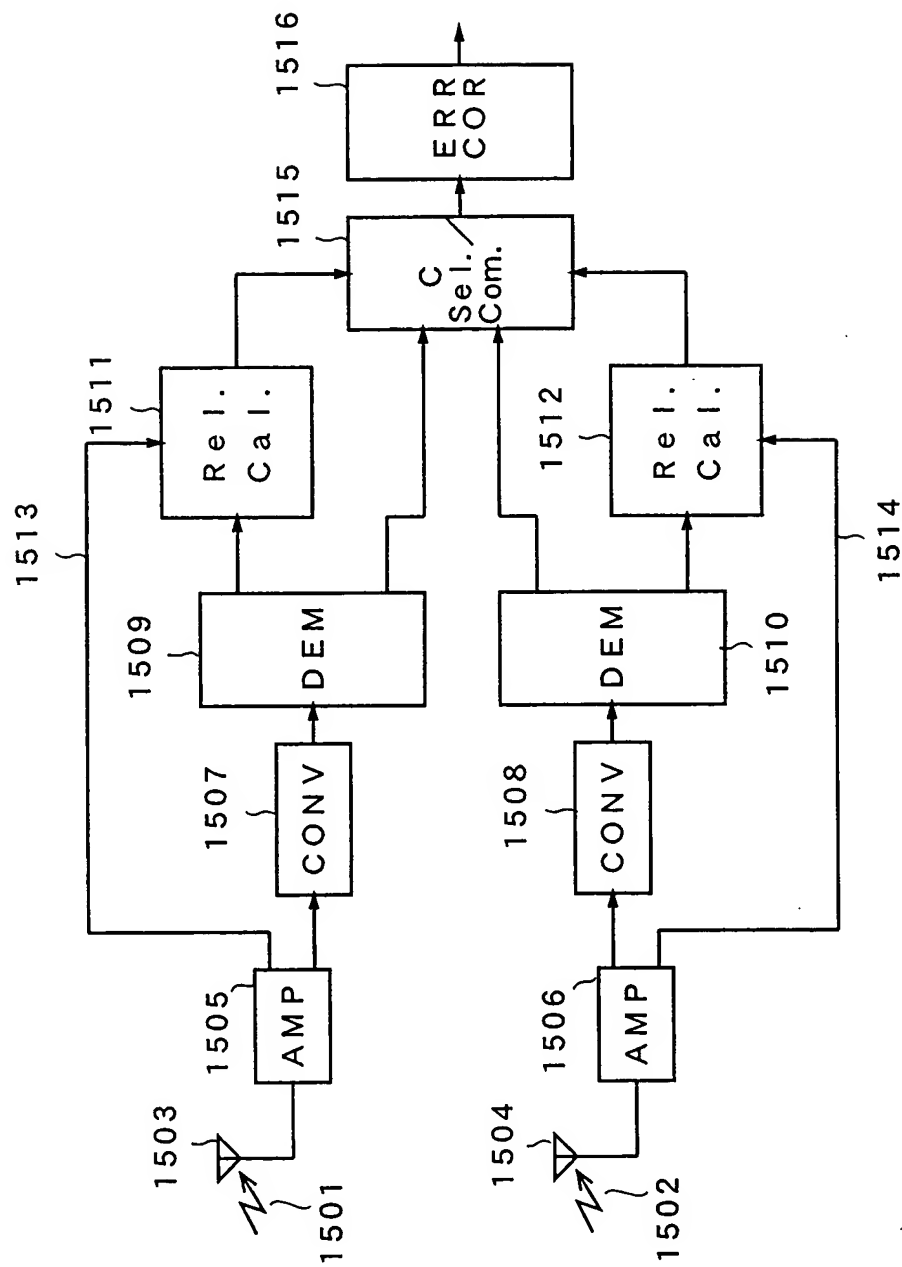 1501
1502
1503
1504
1505
AMP
1506
AMP
1507
CONV
1508
CONV
1509
DEM
1510
DEM
1511
Rel.
Cal.
1512
Rel.
Cal.
1513
1514
1515
C
Sel./
Com.
1516
ERR
COR